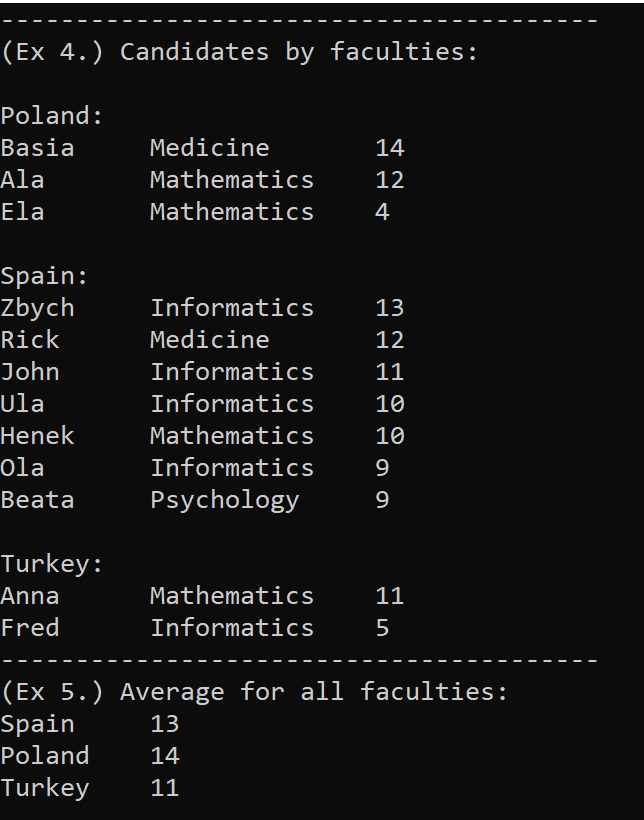 ----------------------------------------
(Ex 4.) Candidates by faculties:

Poland:
Basia     Medicine       14
Ala       Mathematics    12
Ela       Mathematics    4

Spain:
Zbych     Informatics    13
Rick      Medicine       12
John      Informatics    11
Ula       Informatics    10
Henek     Mathematics    10
Ola       Informatics    9
Beata     Psychology     9

Turkey:
Anna      Mathematics    11
Fred      Informatics    5
----------------------------------------
(Ex 5.) Average for all faculties:
Spain     13
Poland    14
Turkey    11